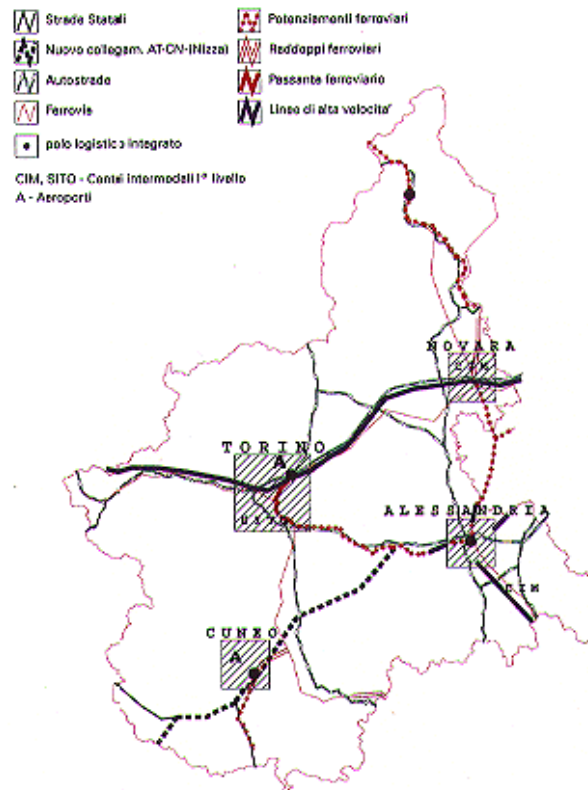 Strade Statali
Nuovo collegam. AT-CN-(Nizza)
Autostrade
Ferrovie
polo logistico integrato
Potenziamenti ferroviari
Raddoppi ferroviari
Passante ferroviario
Linee di alta velocita'
CIM, SITO - Centri intermodali I° livello
A - Aeroporti
NOVARA
CIM
TORINO
A
SITO
ALESSANDRIA
CIM
CUNEO
A